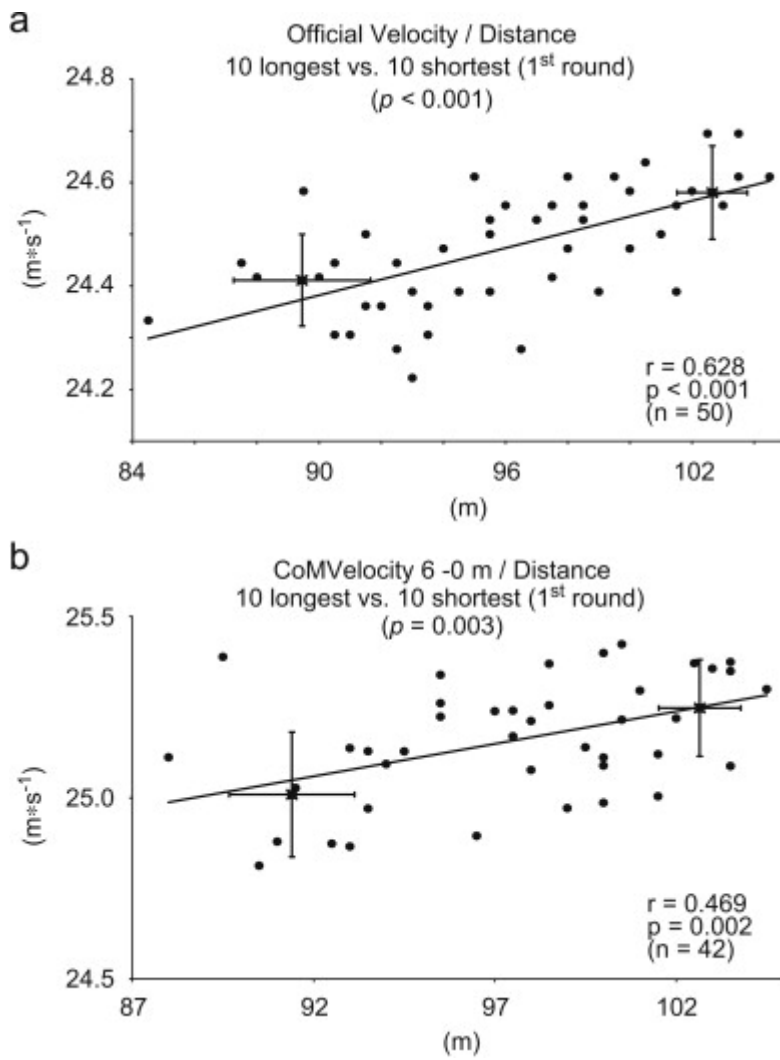 a
Official Velocity / Distance
10 longest vs. 10 shortest (1st round)
(p < 0.001)
24.8
24.6
24.4
24.2
(m*s-1)
r = 0.628
p < 0.001
(n = 50)
84 90 96 102
(m)
b
CoMVelocity 6 -0 m / Distance
10 longest vs. 10 shortest (1st round)
(p = 0.003)
25.5
25.0
24.5
(m*s-1)
r = 0.469
p = 0.002
(n = 42)
87 92 97 102
(m)